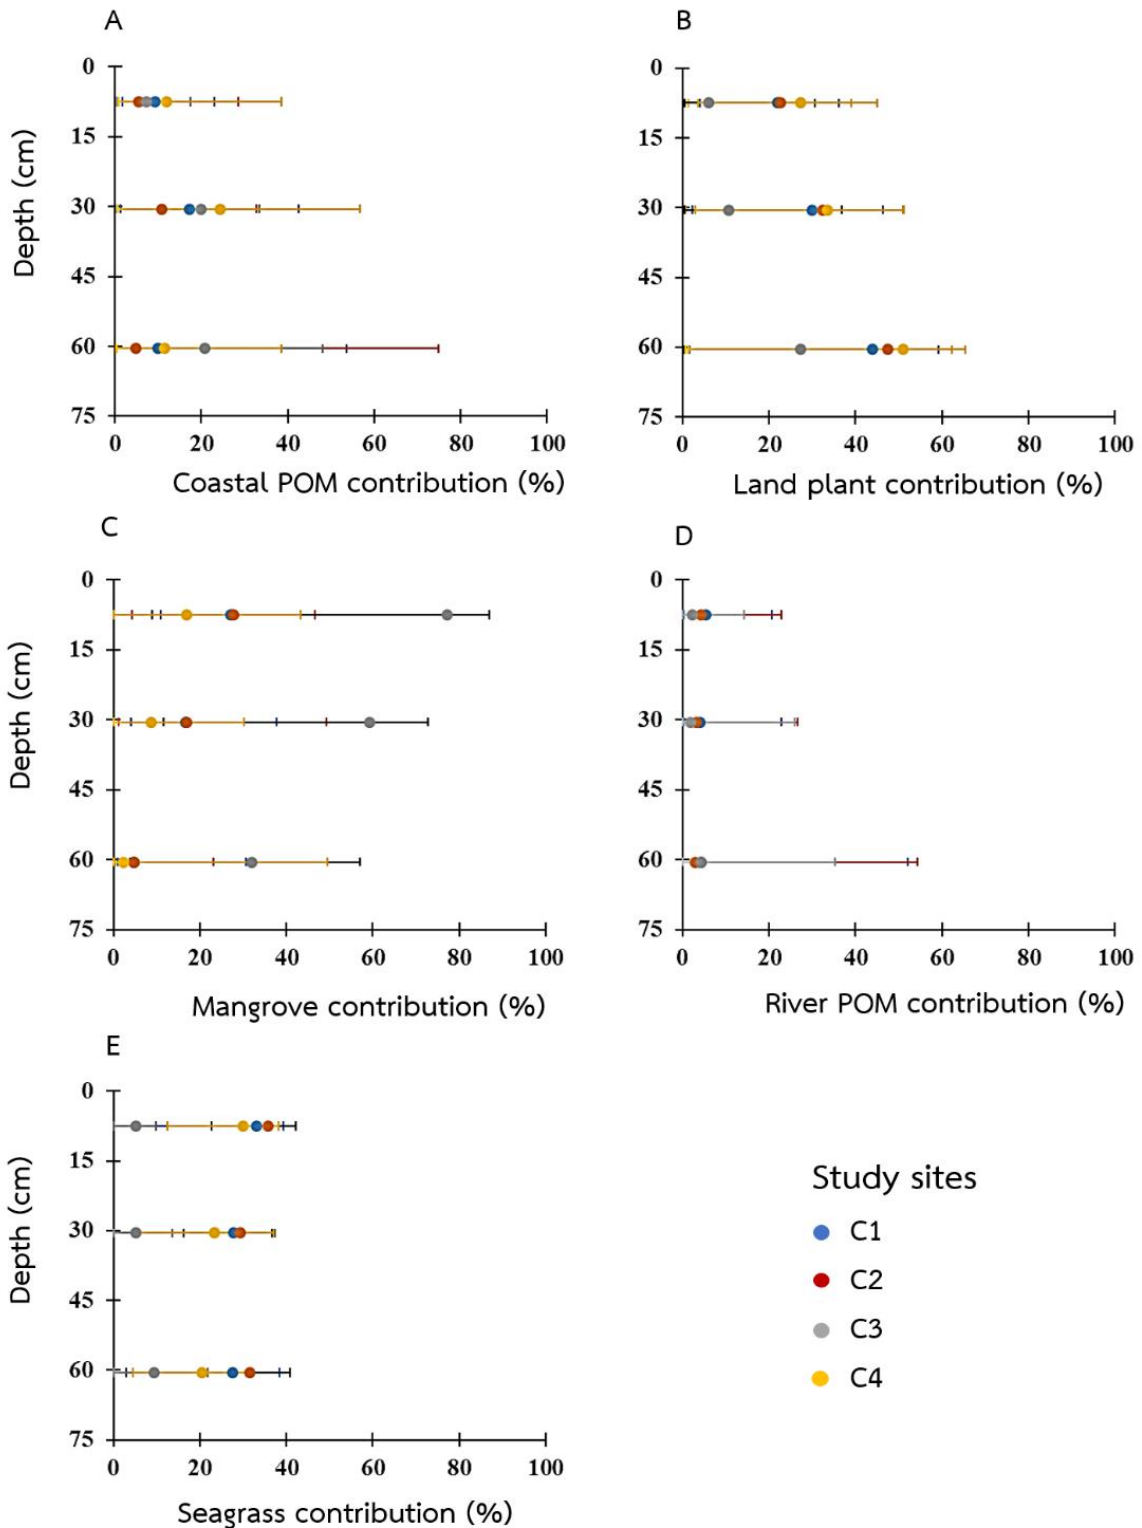 A
0
15
30
45
60
75
Depth (cm)
0 20 40 60 80 100
Coastal POM contribution (%)
B
0
15
30
45
60
75
0 20 40 60 80 100
Land plant contribution (%)
C
0
15
30
45
60
75
Depth (cm)
0 20 40 60 80 100
Mangrove contribution (%)
D
0
15
30
45
60
75
0 20 40 60 80 100
River POM contribution (%)
E
0
15
30
45
60
75
Depth (cm)
0 20 40 60 80 100
Seagrass contribution (%)
Study sites
C1
C2
C3
C4